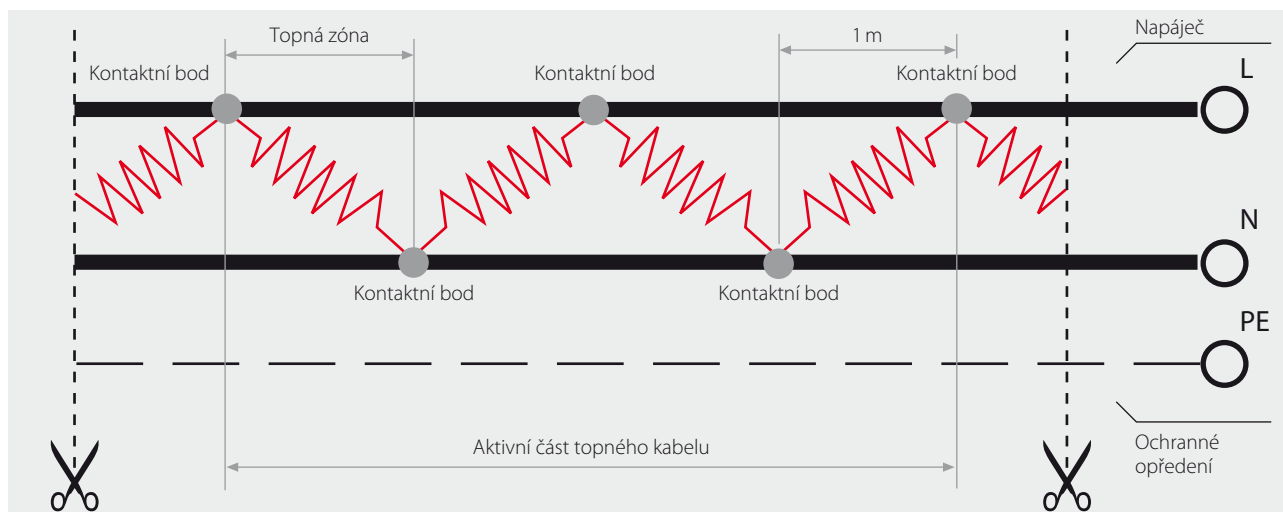 Topná zóna
1 m
Napáječ
Kontaktní bod
Kontaktní bod
Kontaktní bod
L
N
Kontaktní bod
Kontaktní bod
PE
Aktivní část topného kabelu
Ochranné
opředení